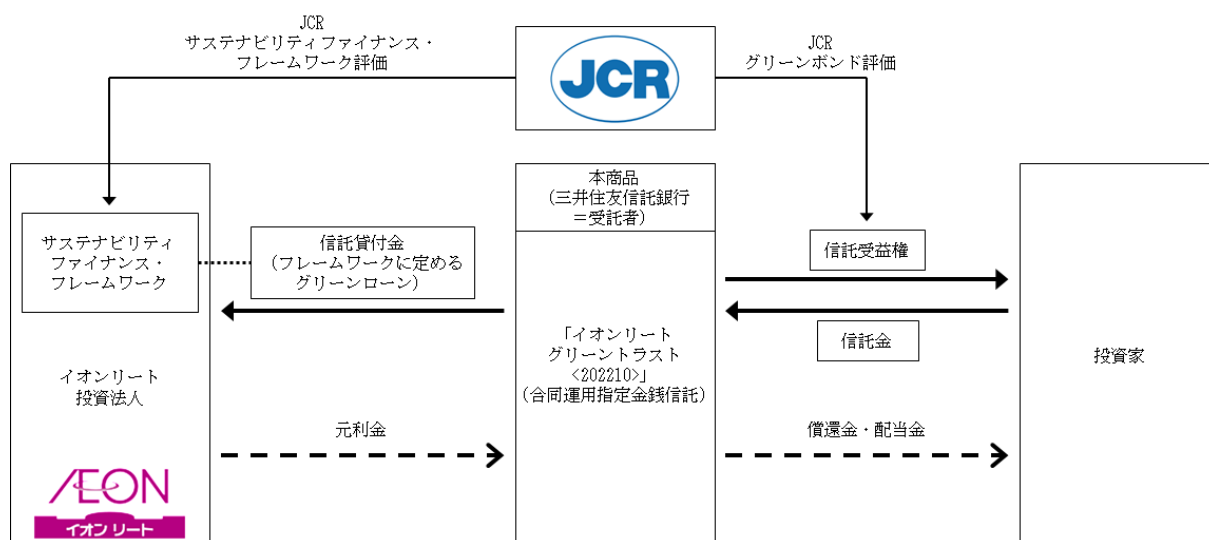 JCR
サステナビリティファイナンス・
フレームワーク評価
JCR
JCR
グリーンボンド評価
サステナビリティ
ファイナンス・
フレームワーク
イオンリート
投資法人
ÆON
イオン リート
信託貸付金
(フレームワークに定める
グリーンローン)
元利金
本商品
(三井住友信託銀行
=受託者)
「イオンリート
グリーントラスト
<202210>」
(合同運用指定金銭信託)
信託受益権
信託金
償還金・配当金
投資家